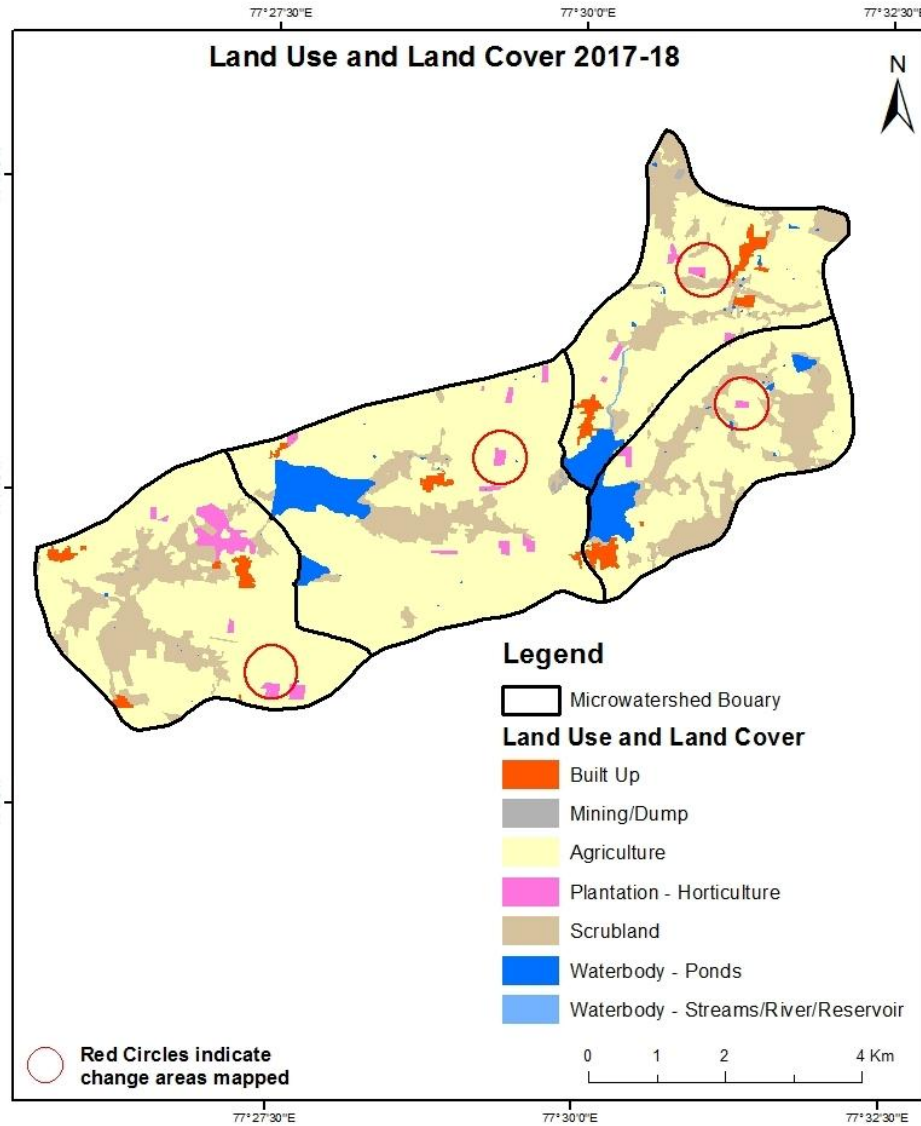 77°27'30"E 77°30'0"E 77°32'30"E
Land Use and Land Cover 2017-18
N
Legend
Microwatershed Bouary
Land Use and Land Cover
Built Up
Mining/Dump
Agriculture
Plantation - Horticulture
Scrubland
Waterbody - Ponds
Waterbody - Streams/River/Reservoir
Red Circles indicate
change areas mapped
0 1 2 4 Km
77°27'30"E 77°30'0"E 77°32'30"E